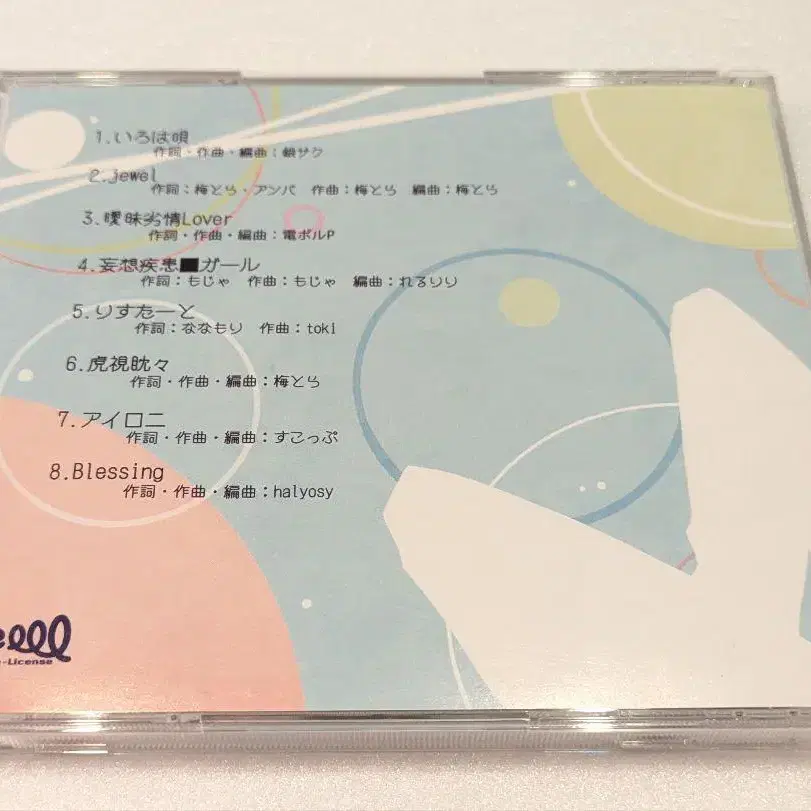 1.いろは唄
作詞・作曲・編曲：銀サク
2.jewel
作詞：梅とら・アンバ 作曲：梅とら 編曲：梅とら
3.曖昧劣情Lover
作詞・作曲・編曲：電ポルP
4.妄想疾患■ガール
作詞：もじゃ 作曲：もじゃ 編曲：れるりり
5.りすたーと
作詞：ななもり 作曲：toki
6.虎視眈々
作詞・作曲・編曲：梅とら
7.アイロニ
作詞・作曲・編曲：すこっぷ
8.Blessing
作詞・作曲・編曲：halyosy
-License